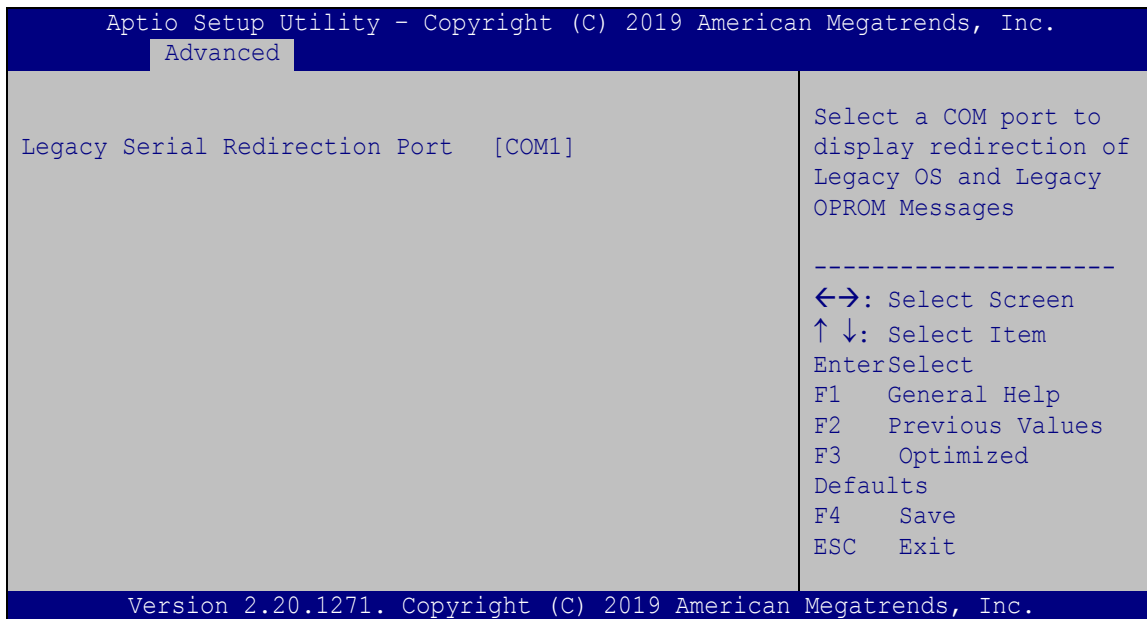 Aptio Setup Utility – Copyright (C) 2019 American Megatrends, Inc.
Advanced
Legacy Serial Redirection Port [COM1]
Select a COM port to
display redirection of
Legacy OS and Legacy
OPROM Messages
---------------------
←→: Select Screen
↑ ↓: Select Item
EnterSelect
F1 General Help
F2 Previous Values
F3 Optimized
Defaults
F4 Save
ESC Exit
Version 2.20.1271. Copyright (C) 2019 American Megatrends, Inc.